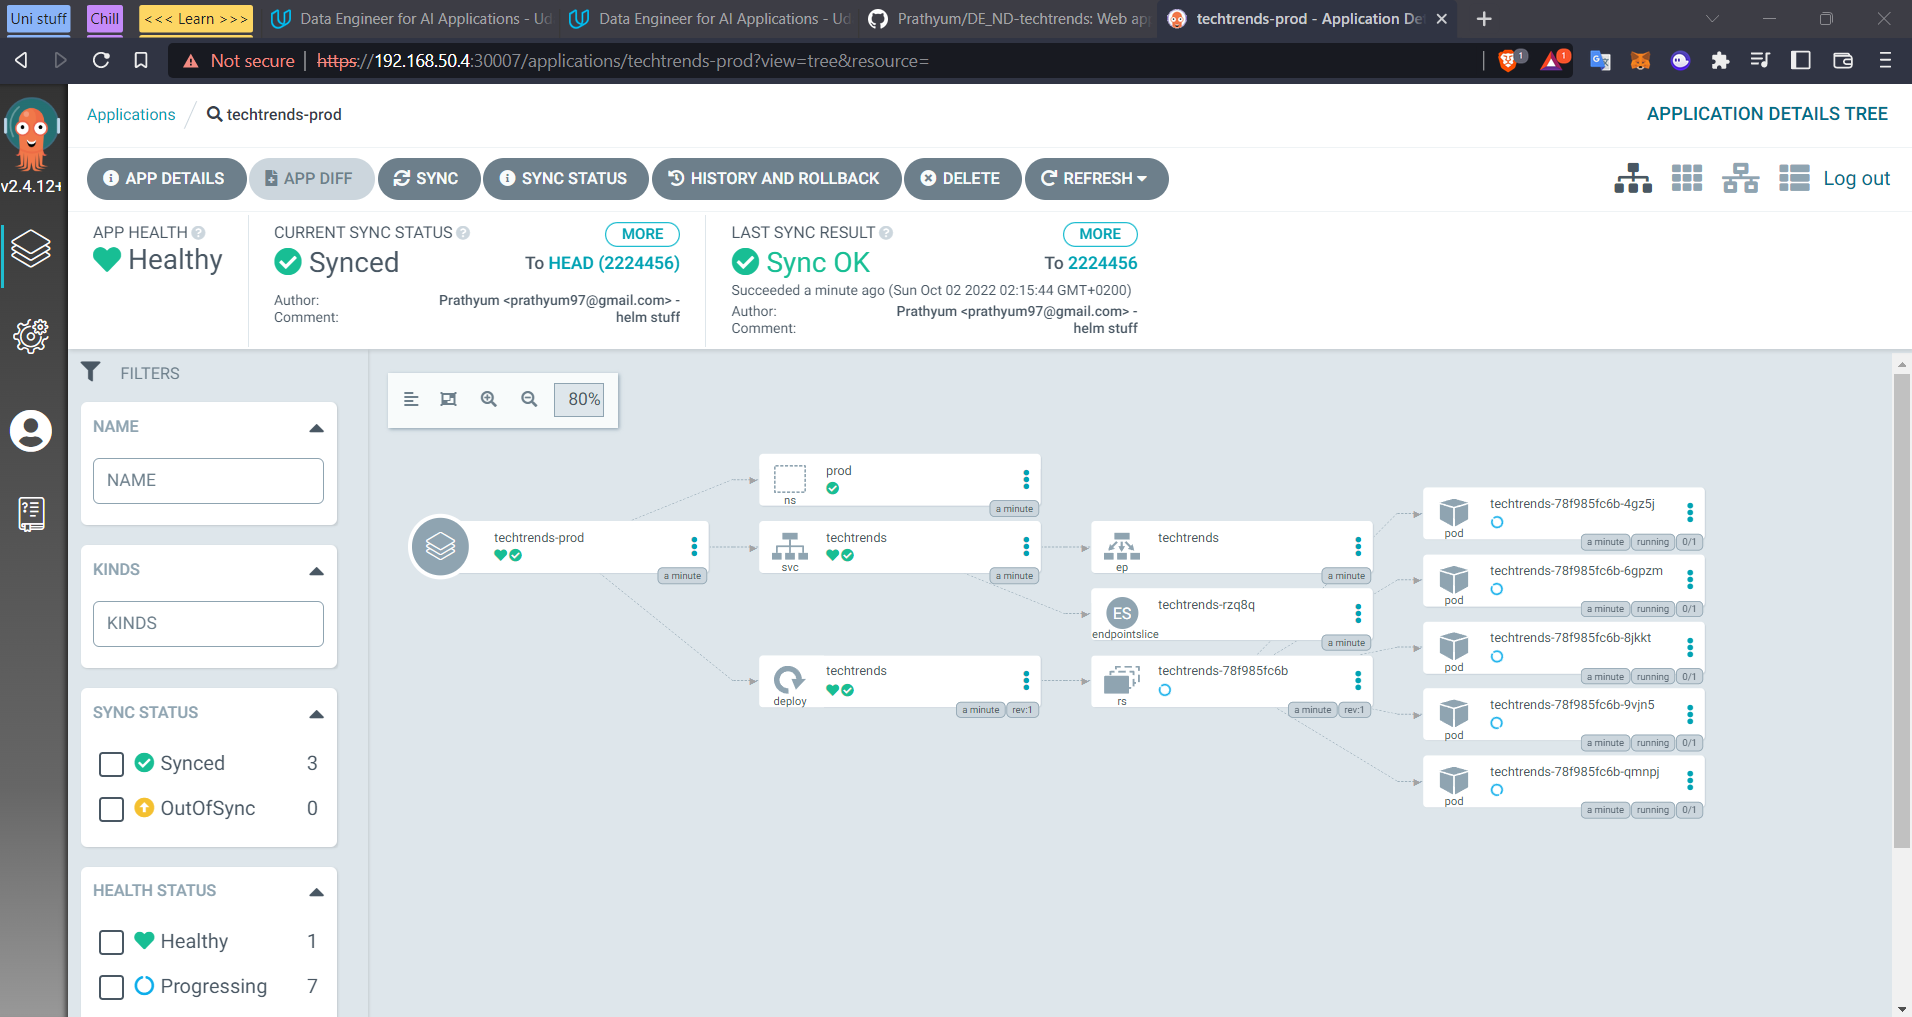 Uni stuff
Chill
<<< Learn >>>
Data Engineer for AI Applications - Ud
Data Engineer for AI Applications - Ud
Prathyum/DE_ND-techtrends: Web ap
techtrends-prod - Application De
Not secure
https://192.168.50.4:30007/applications/techtrends-prod?view=tree&resource=
1
1
v2.4.12+
Applications
techtrends-prod
APPLICATION DETAILS TREE
APP DETAILS
APP DIFF
SYNC
SYNC STATUS
HISTORY AND ROLLBACK
DELETE
REFRESH
Log out
APP HEALTH
Healthy
CURRENT SYNC STATUS
MORE
Synced
To HEAD (2224456)
Author:
Prathyum <prathyum97@gmail.com> -
Comment:
helm stuff
LAST SYNC RESULT
MORE
Sync OK
To 2224456
Succeeded a minute ago (Sun Oct 02 2022 02:15:44 GMT+0200)
Author:
Prathyum <prathyum97@gmail.com> -
Comment:
helm stuff
FILTERS
NAME
NAME
KINDS
KINDS
SYNC STATUS
Synced 3
OutOfSync 0
HEALTH STATUS
Healthy 1
Progressing 7
80%
techtrends-prod
a minute
prod
ns
a minute
techtrends
svc
a minute
techtrends
deploy
a minute
rev:1
techtrends
ep
a minute
ES
techtrends-rzq8q
endpointslice
a minute
techtrends-78f985fc6b
rs
a minute
rev:1
techtrends-78f985fc6b-4gz5j
pod
a minute
running
0/1
techtrends-78f985fc6b-6gpzm
pod
a minute
running
0/1
techtrends-78f985fc6b-8jkkt
pod
a minute
running
0/1
techtrends-78f985fc6b-9vjn5
pod
a minute
running
0/1
techtrends-78f985fc6b-qmnpj
pod
a minute
running
0/1